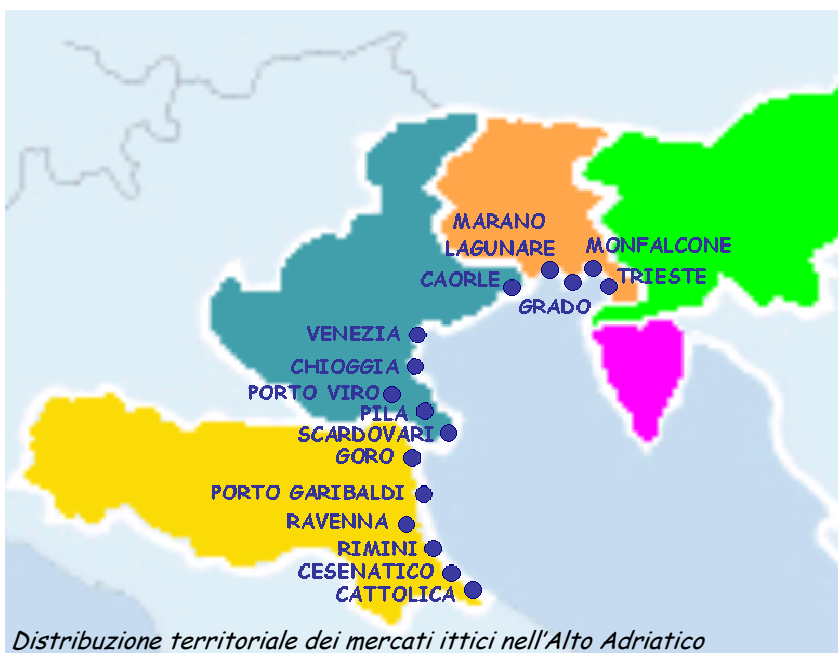 MARANO
LAGUNARE
MONFALCONE
CAORLE
TRIESTE
GRADO
VENEZIA
CHIOGGIA
PORTO VIRO
PILA
SCARDOVARI
GORO
PORTO GARIBALDI
RAVENNA
RIMINI
CESENATICO
CATTOLICA
Distribuzione territoriale dei mercati ittici nell'Alto Adriatico